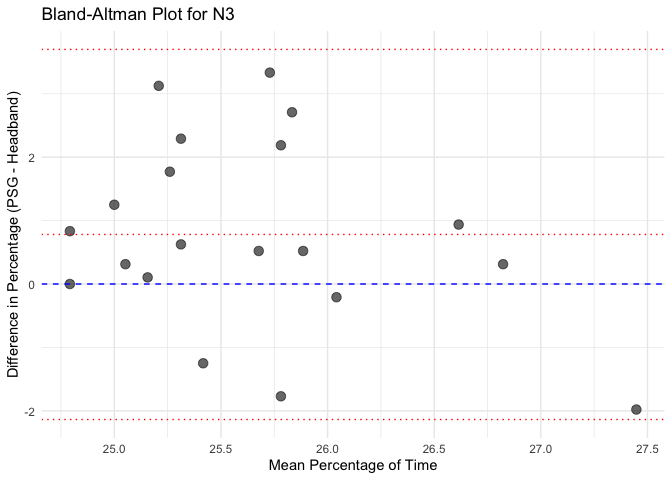 Bland-Altman Plot for N3
Difference in Percentage (PSG - Headband)
2
0
-2
25.0 25.5 26.0 26.5 27.0 27.5
Mean Percentage of Time